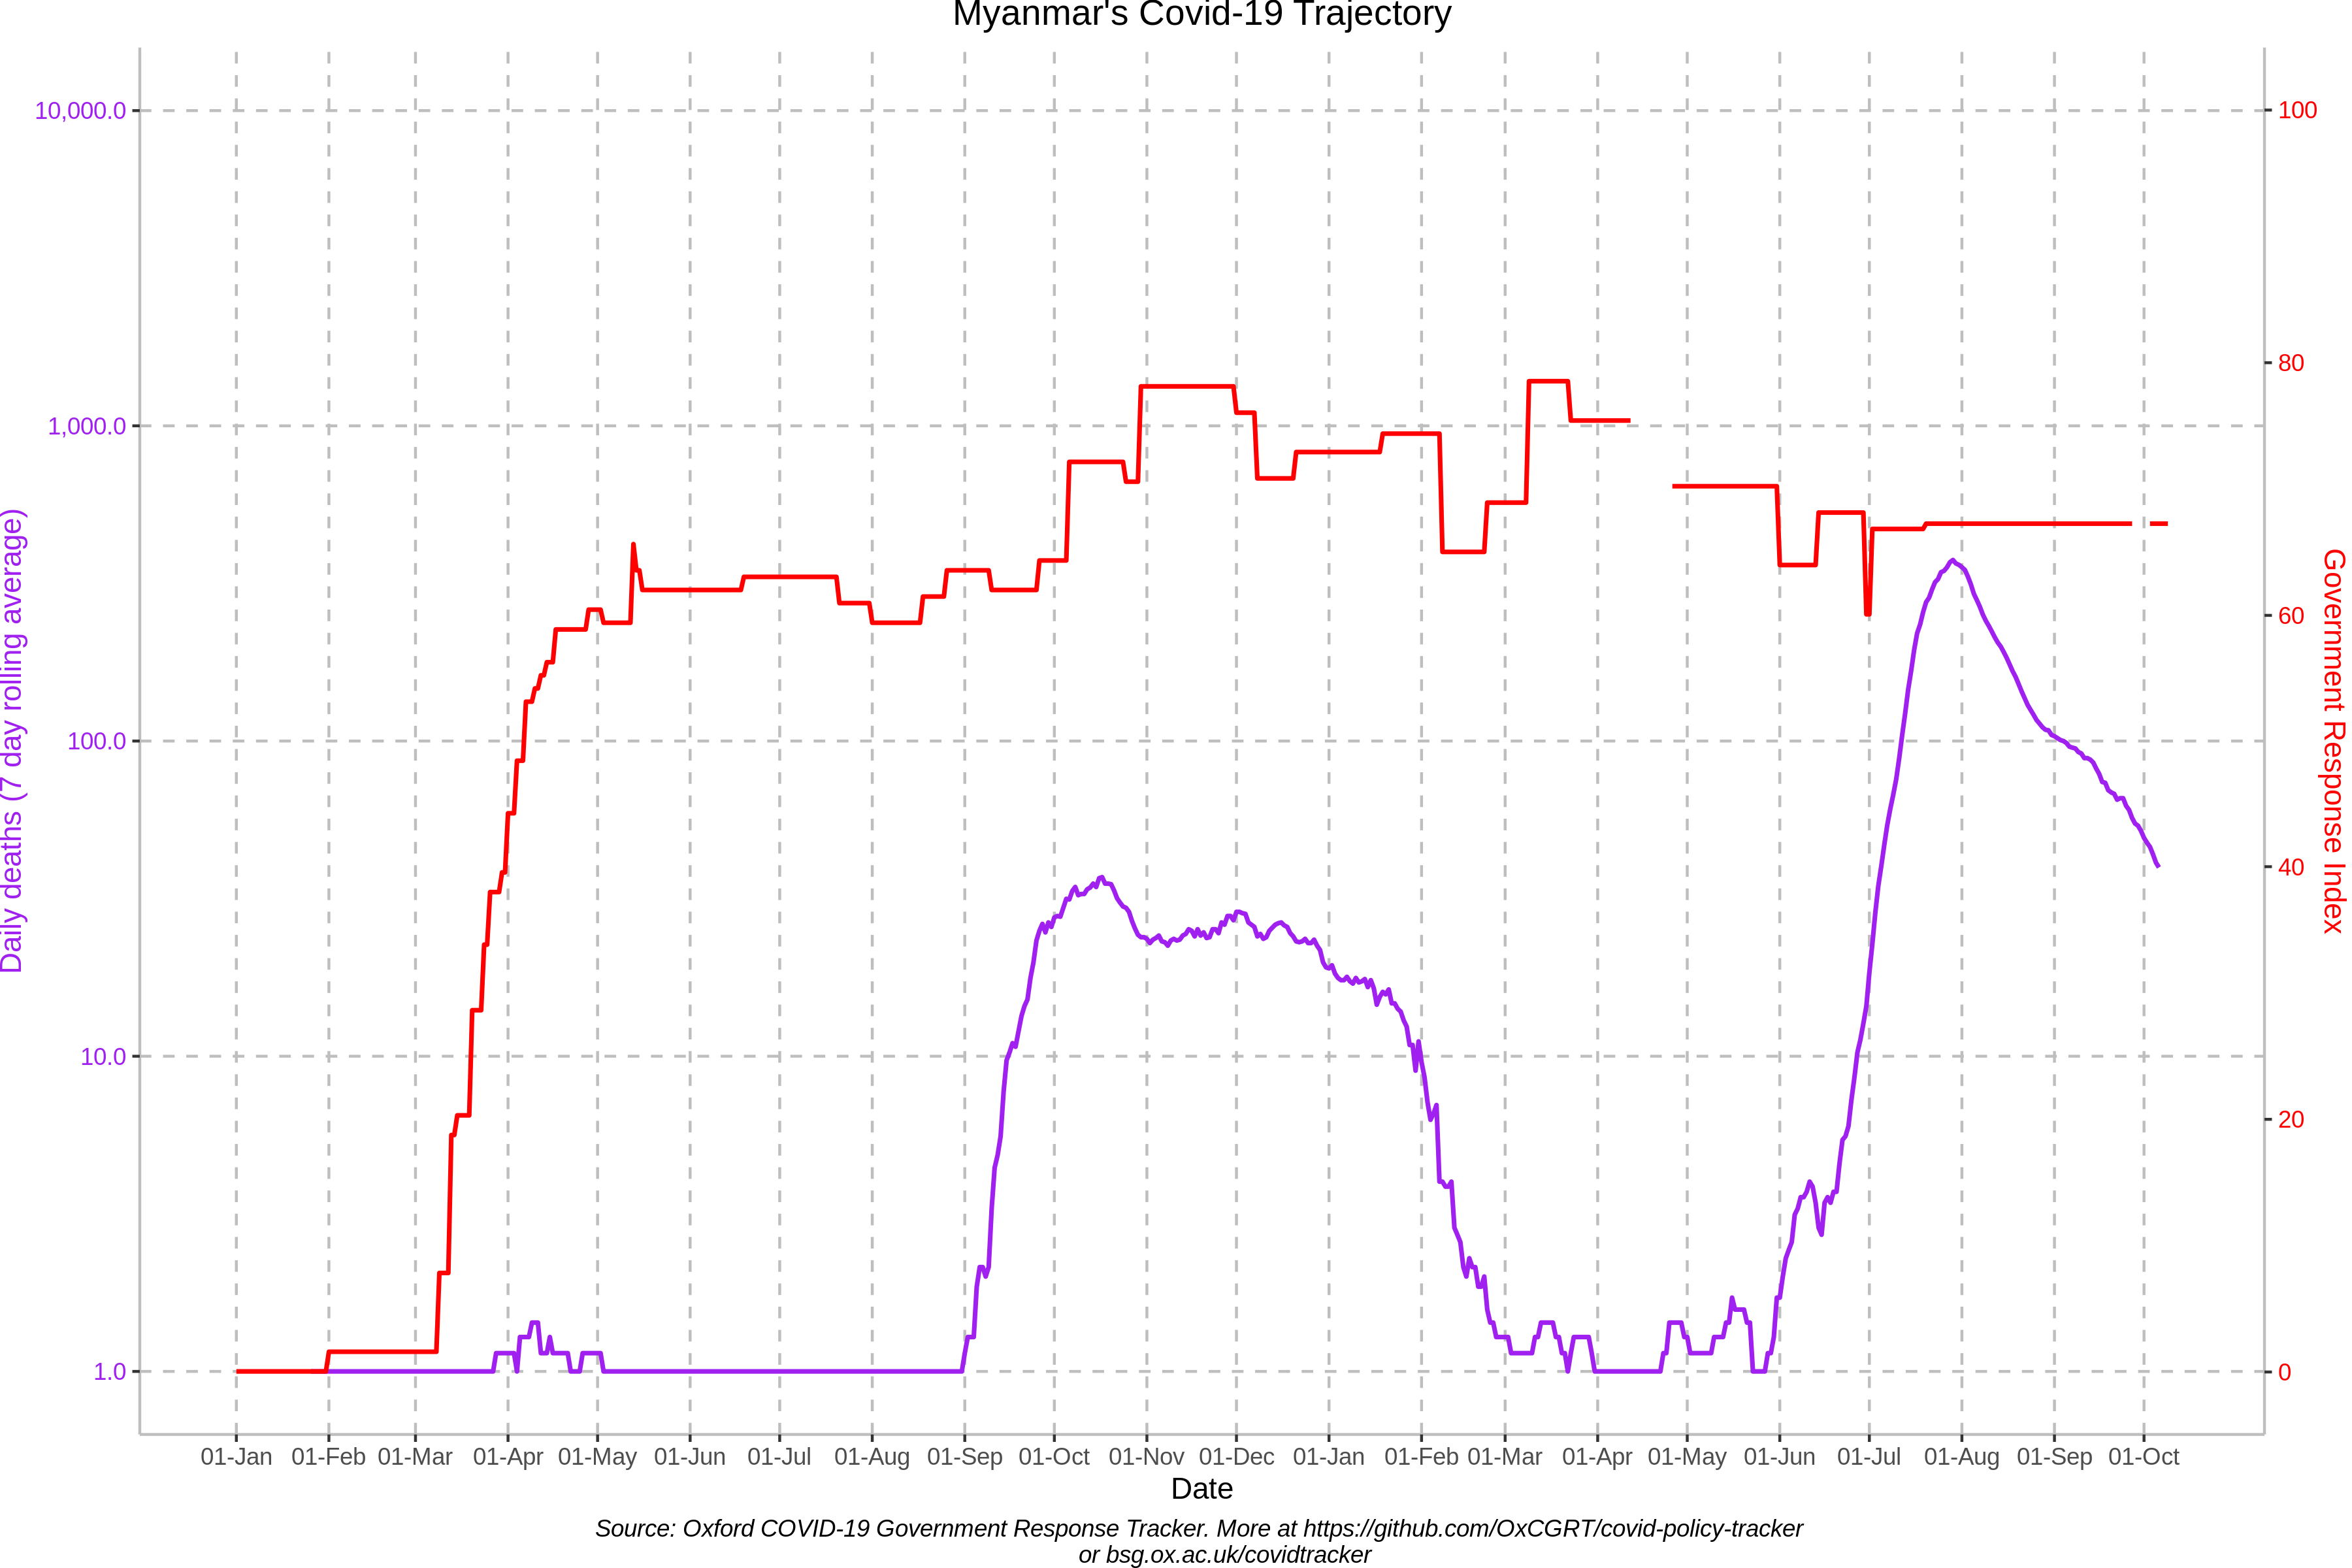 Myanmar's Covid-19 Trajectory
10,000.0
1,000.0
100.0
10.0
1.0
Daily deaths (7 day rolling average)
100
80
60
40
20
0
Government Response Index
01-Jan 01-Feb 01-Mar 01-Apr 01-May 01-Jun 01-Jul 01-Aug 01-Sep 01-Oct 01-Nov 01-Dec 01-Jan 01-Feb 01-Mar 01-Apr 01-May 01-Jun 01-Jul 01-Aug 01-Sep 01-Oct
Date
Source: Oxford COVID-19 Government Response Tracker. More at https://github.com/OxCGRT/covid-policy-tracker
or bsg.ox.ac.uk/covidtracker